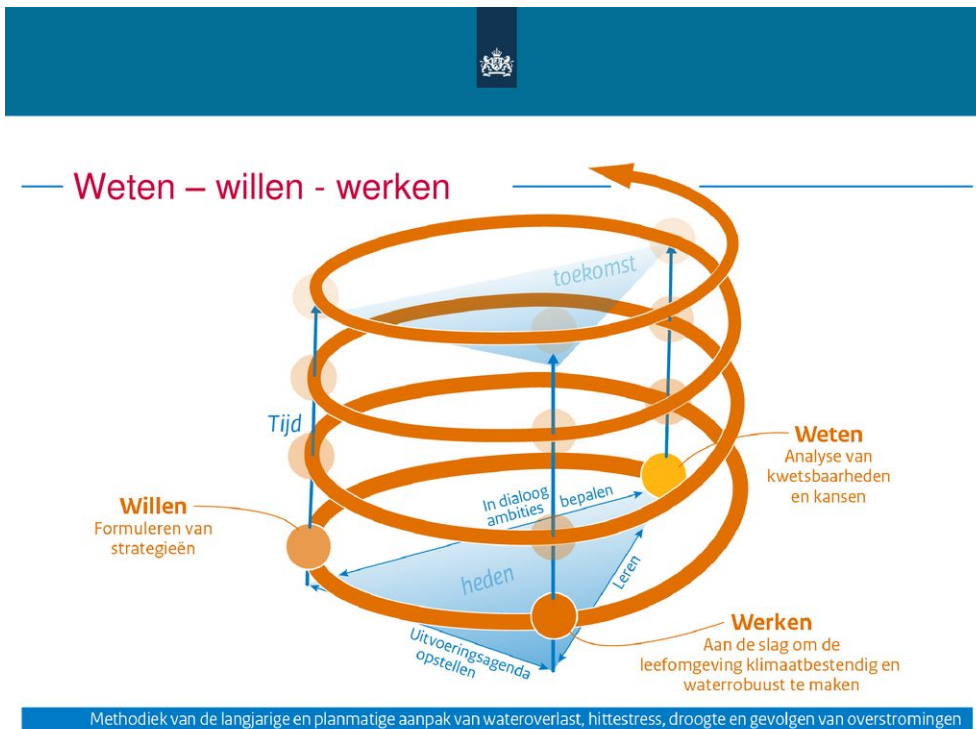 Weten – willen - werken
toekomst
Tijd
Weten
Analyse van
kwetsbaarheden
en kansen
In dialoog
ambities
bepalen
Willen
Formuleren van
strategieën
heden
Leren
Werken
Aan de slag om de
leefomgeving klimaatbestendig en
waterrobuust te maken
Uitvoeringsagenda
opstellen
Methodiek van de langjarige en planmatige aanpak van wateroverlast, hittestress, droogte en gevolgen van overstromingen